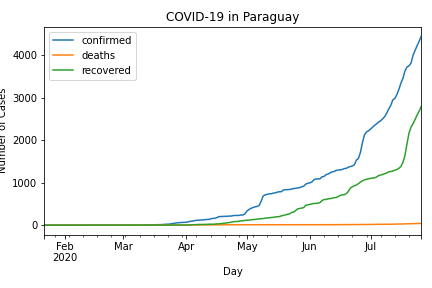 COVID-19 in Paraguay
confirmed
deaths
recovered
Number of Cases
4000
3000
2000
1000
0
Feb
2020
Mar
Apr
May
Jun
Jul
Day